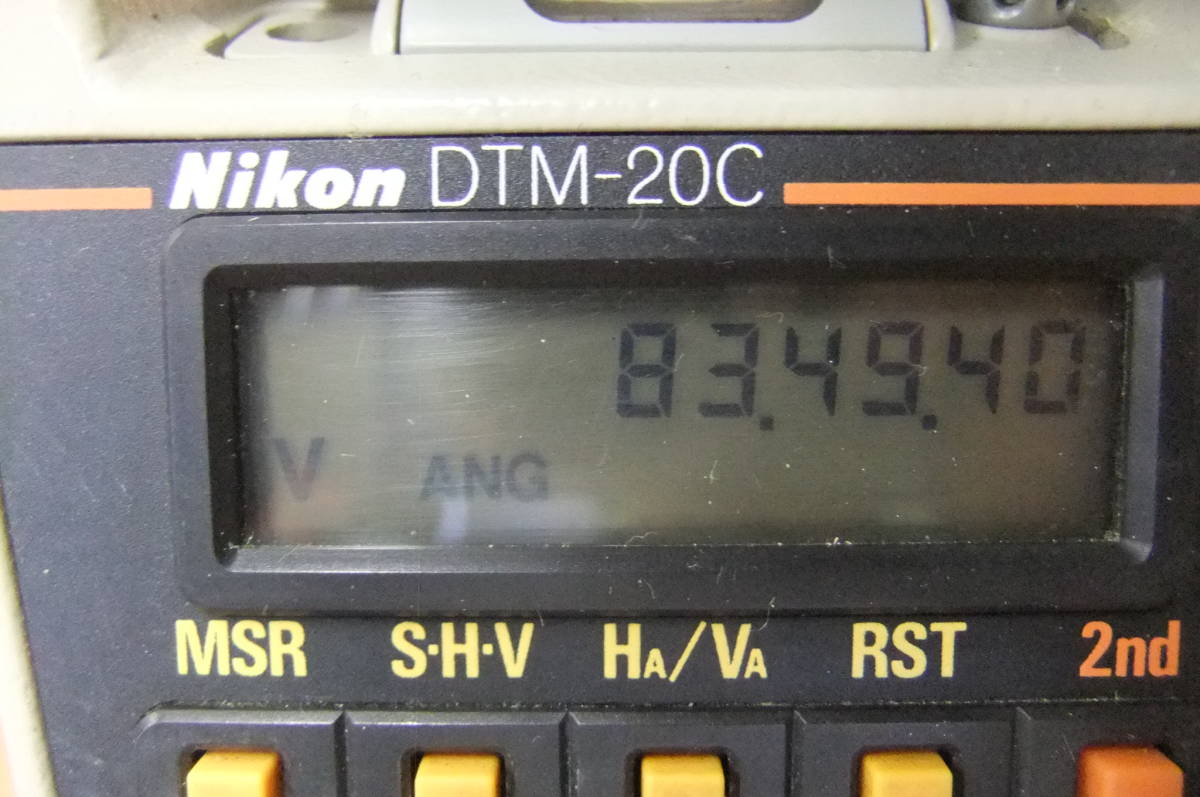 Nikon DTM-20C
83.49.40
V ANG
MSR S·H·V HA/VA RST 2nd